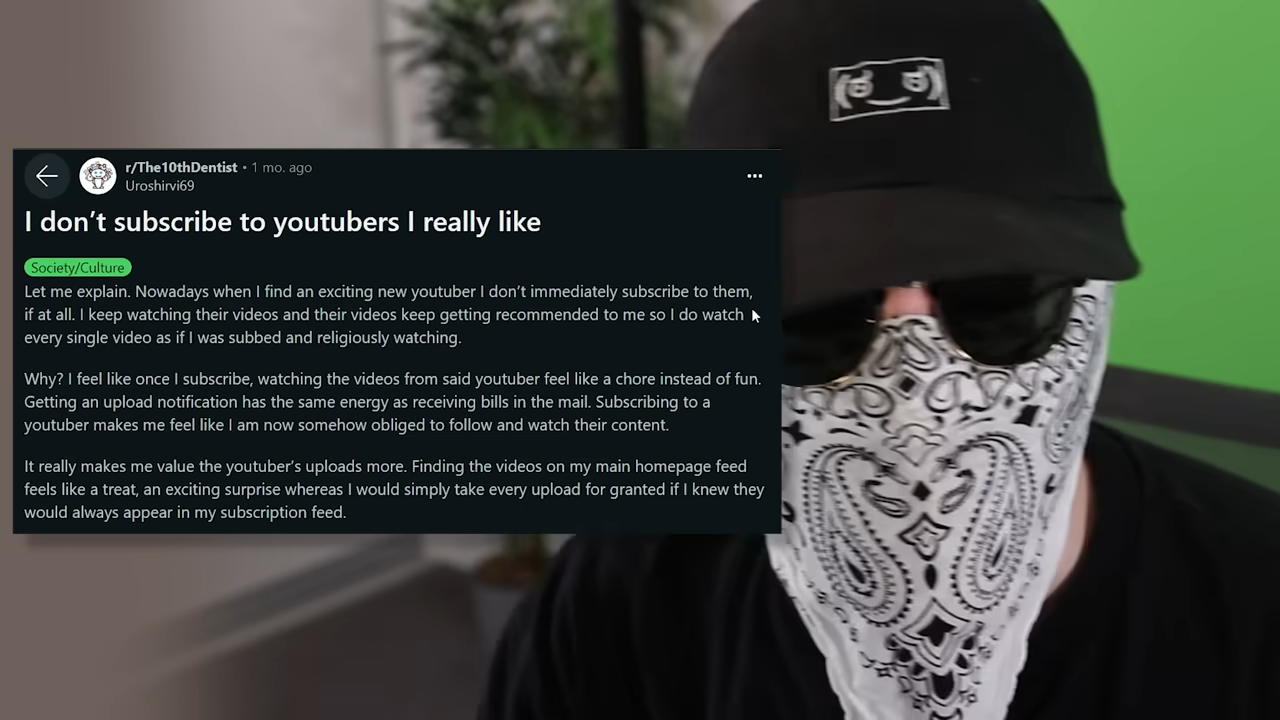 r/The10thDentist • 1 mo. ago
Uroshirvi69
I don’t subscribe to youtubers I really like
Society/Culture
Let me explain. Nowadays when I find an exciting new youtuber I don’t immediately subscribe to them,
if at all. I keep watching their videos and their videos keep getting recommended to me so I do watch
every single video as if I was subbed and religiously watching.
Why? I feel like once I subscribe, watching the videos from said youtuber feel like a chore instead of fun.
Getting an upload notification has the same energy as receiving bills in the mail. Subscribing to a
youtuber makes me feel like I am now somehow obliged to follow and watch their content.
It really makes me value the youtuber’s uploads more. Finding the videos on my main homepage feed
feels like a treat, an exciting surprise whereas I would simply take every upload for granted if I knew they
would always appear in my subscription feed.